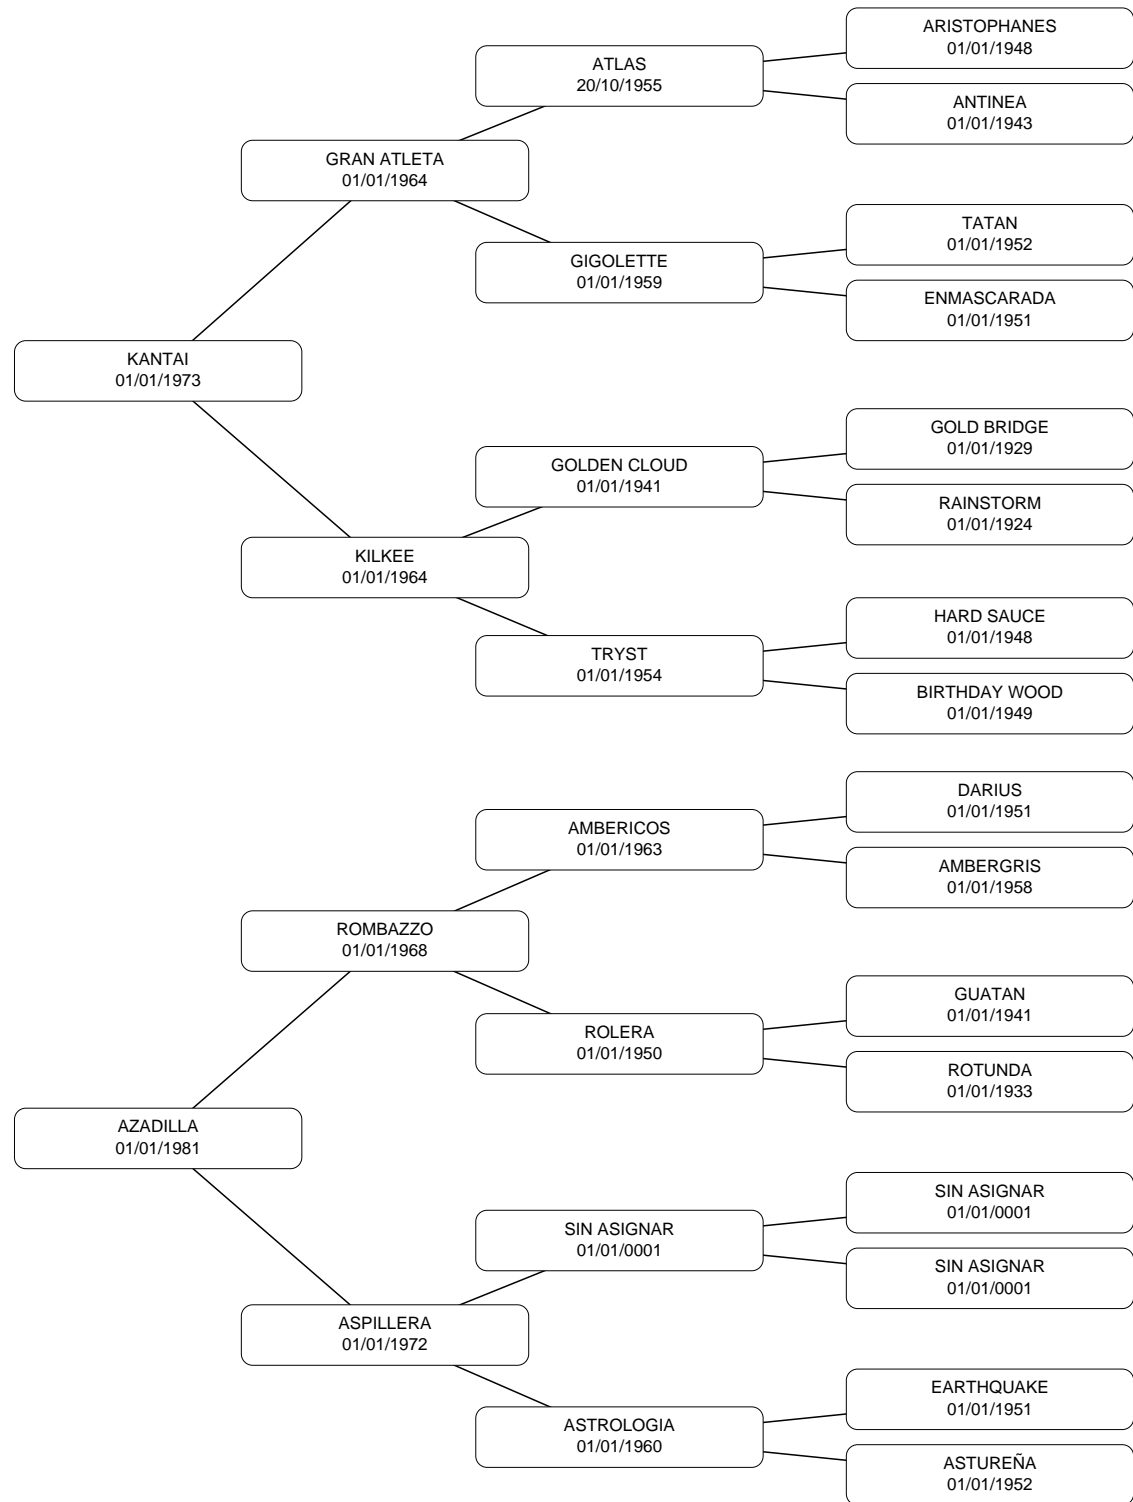 ARISTOPHANES
01/01/1948
ATLAS
20/10/1955
ANTINEA
01/01/1943
GRAN ATLETA
01/01/1964
TATAN
01/01/1952
GIGOLETTE
01/01/1959
ENMASCARADA
01/01/1951
KANTAI
01/01/1973
GOLD BRIDGE
01/01/1929
GOLDEN CLOUD
01/01/1941
RAINSTORM
01/01/1924
KILKEE
01/01/1964
HARD SAUCE
01/01/1948
TRYST
01/01/1954
BIRTHDAY WOOD
01/01/1949
DARIUS
01/01/1951
AMBERICOS
01/01/1963
AMBERGRIS
01/01/1958
ROMBAZZO
01/01/1968
GUATAN
01/01/1941
ROLERA
01/01/1950
ROTUNDA
01/01/1933
AZADILLA
01/01/1981
SIN ASIGNAR
01/01/0001
SIN ASIGNAR
01/01/0001
SIN ASIGNAR
01/01/0001
ASPILLERA
01/01/1972
EARTHQUAKE
01/01/1951
ASTROLOGIA
01/01/1960
ASTUREÑA
01/01/1952